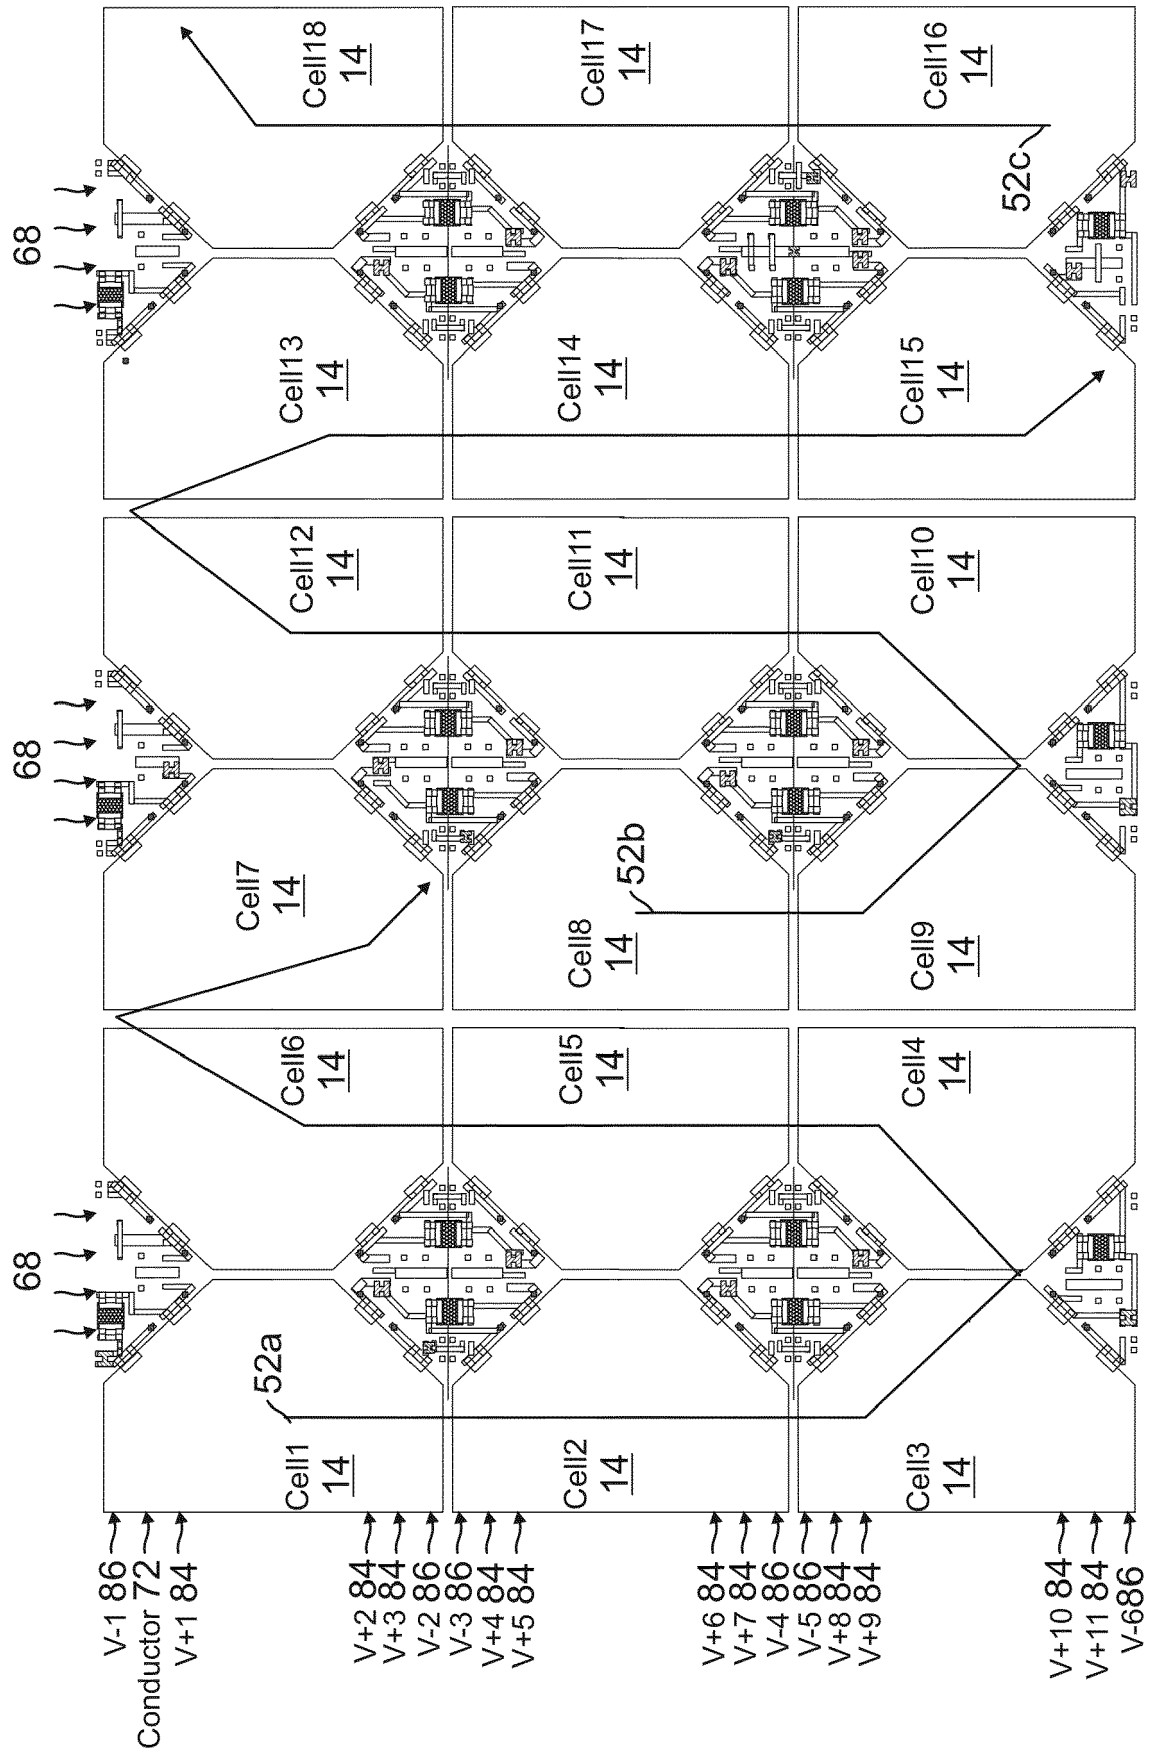 V-1 86
Conductor 72
V+1 84
V+2 84
V+3 84
V-2 86
V-3 86
V+4 84
V+5 84
V+6 84
V+7 84
V-4 86
V-5 86
V+8 84
V+9 84
V+10 84
V+11 84
V-686
68
68
68
52a
52b
52c
Cell1
14
Cell2
14
Cell3
14
Cell6
14
Cell5
14
Cell4
14
Cell7
14
Cell8
14
Cell9
14
Cell12
14
Cell11
14
Cell10
14
Cell13
14
Cell14
14
Cell15
14
Cell18
14
Cell17
14
Cell16
14